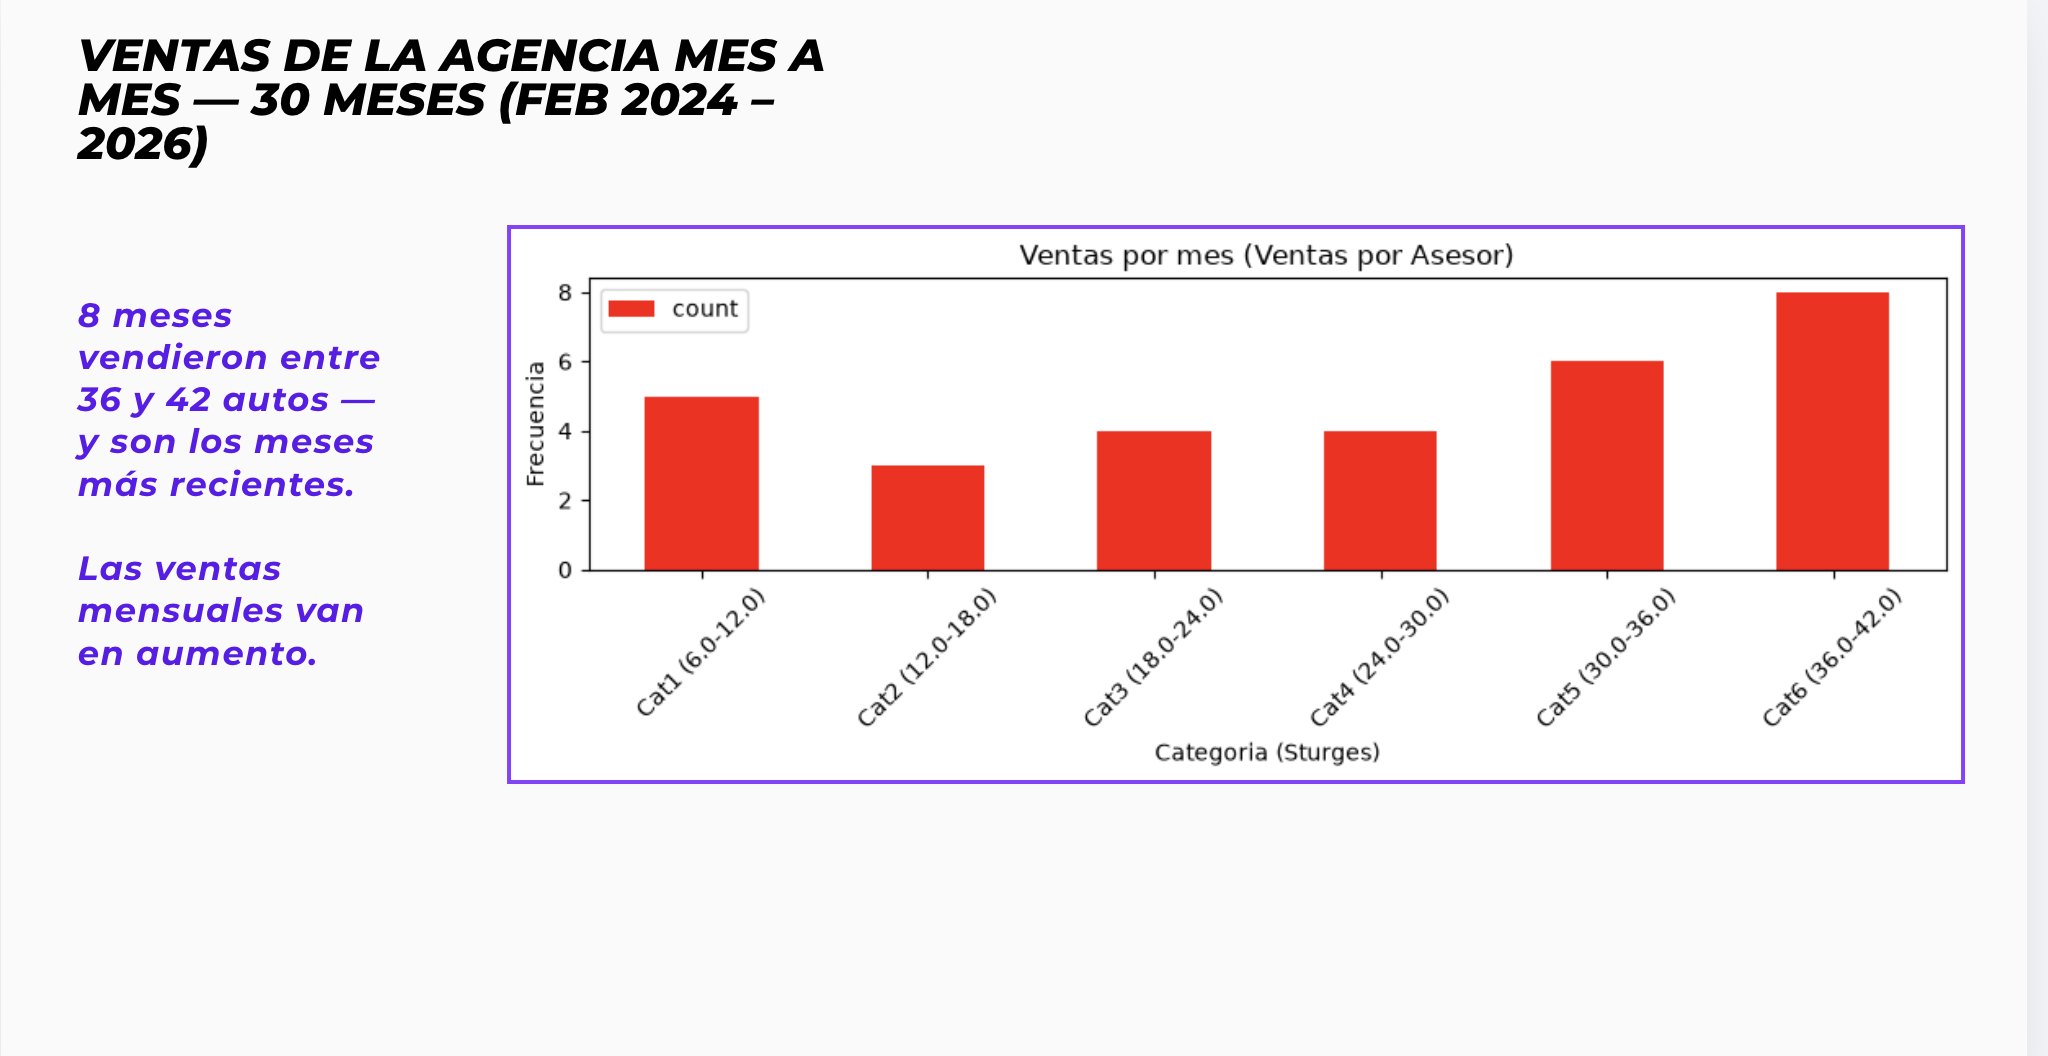 VENTAS DE LA AGENCIA MES A
MES — 30 MESES (FEB 2024 –
2026)
8 meses
vendieron entre
36 y 42 autos —
y son los meses
más recientes.
Las ventas
mensuales van
en aumento.
Ventas por mes (Ventas por Asesor)
count
Frecuencia
8
6
4
2
0
Cat1 (6.0-12.0)
Cat2 (12.0-18.0)
Cat3 (18.0-24.0)
Cat4 (24.0-30.0)
Cat5 (30.0-36.0)
Cat6 (36.0-42.0)
Categoria (Sturges)